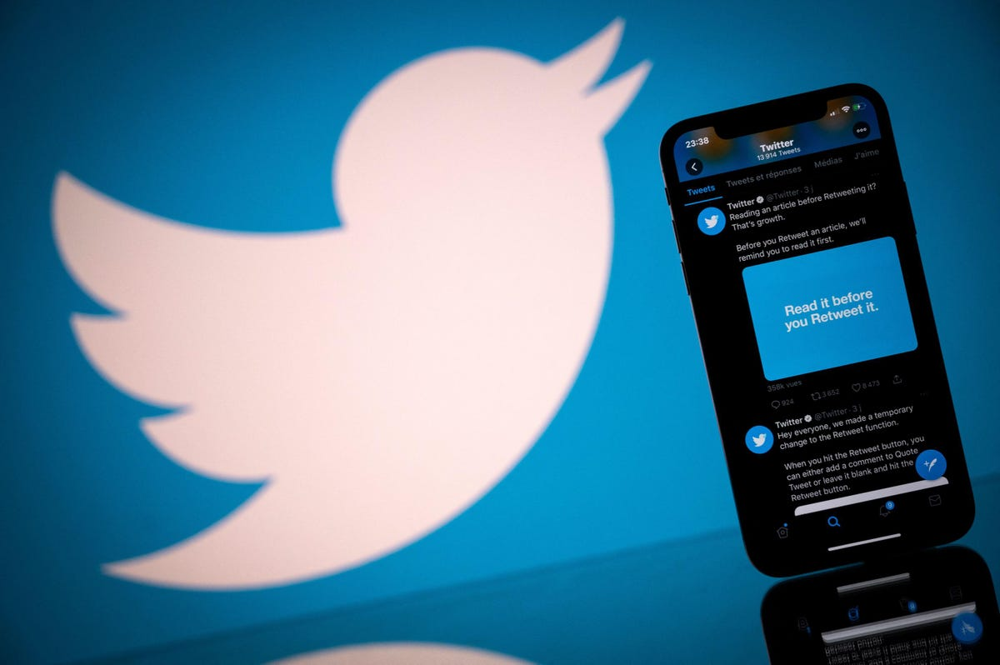 23:38
Twitter
13 914 Tweets
Tweets
Tweets et réponses
Médias
J'aime
Twitter @Twitter · 3 j
Reading an article before Retweeting it?
That's growth.
Before you Retweet an article, we'll
remind you to read it first.
Read it before
you Retweet it.
358k vues
924
3 652
8 473
Twitter @Twitter · 3 j
Hey everyone, we made a temporary
change to the Retweet function.
When you hit the Retweet button, you
can either add a comment to Quote
Tweet or leave it blank and hit the
Retweet button.
9